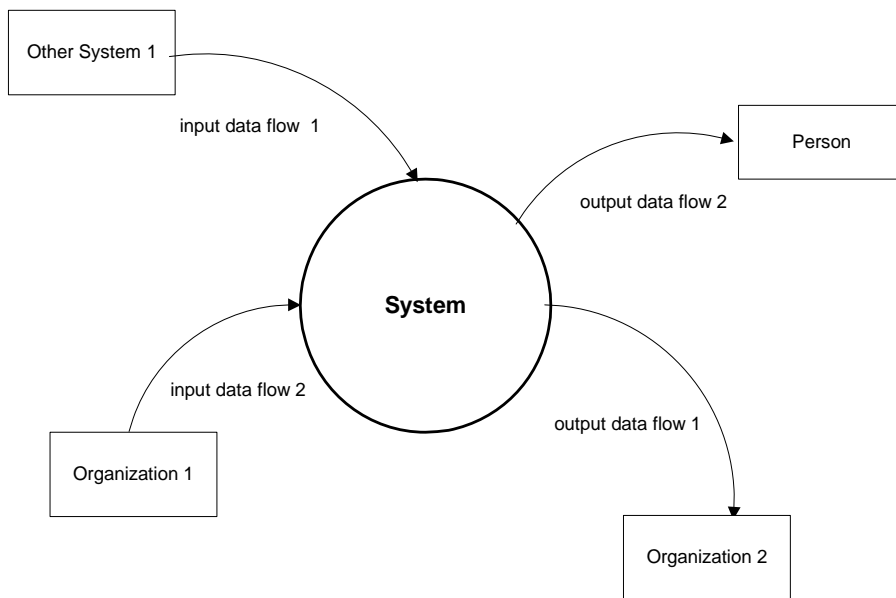 Other System 1
input data flow  1
Person
output data flow 2
System
input data flow 2
output data flow 1
Organization 1
Organization 2